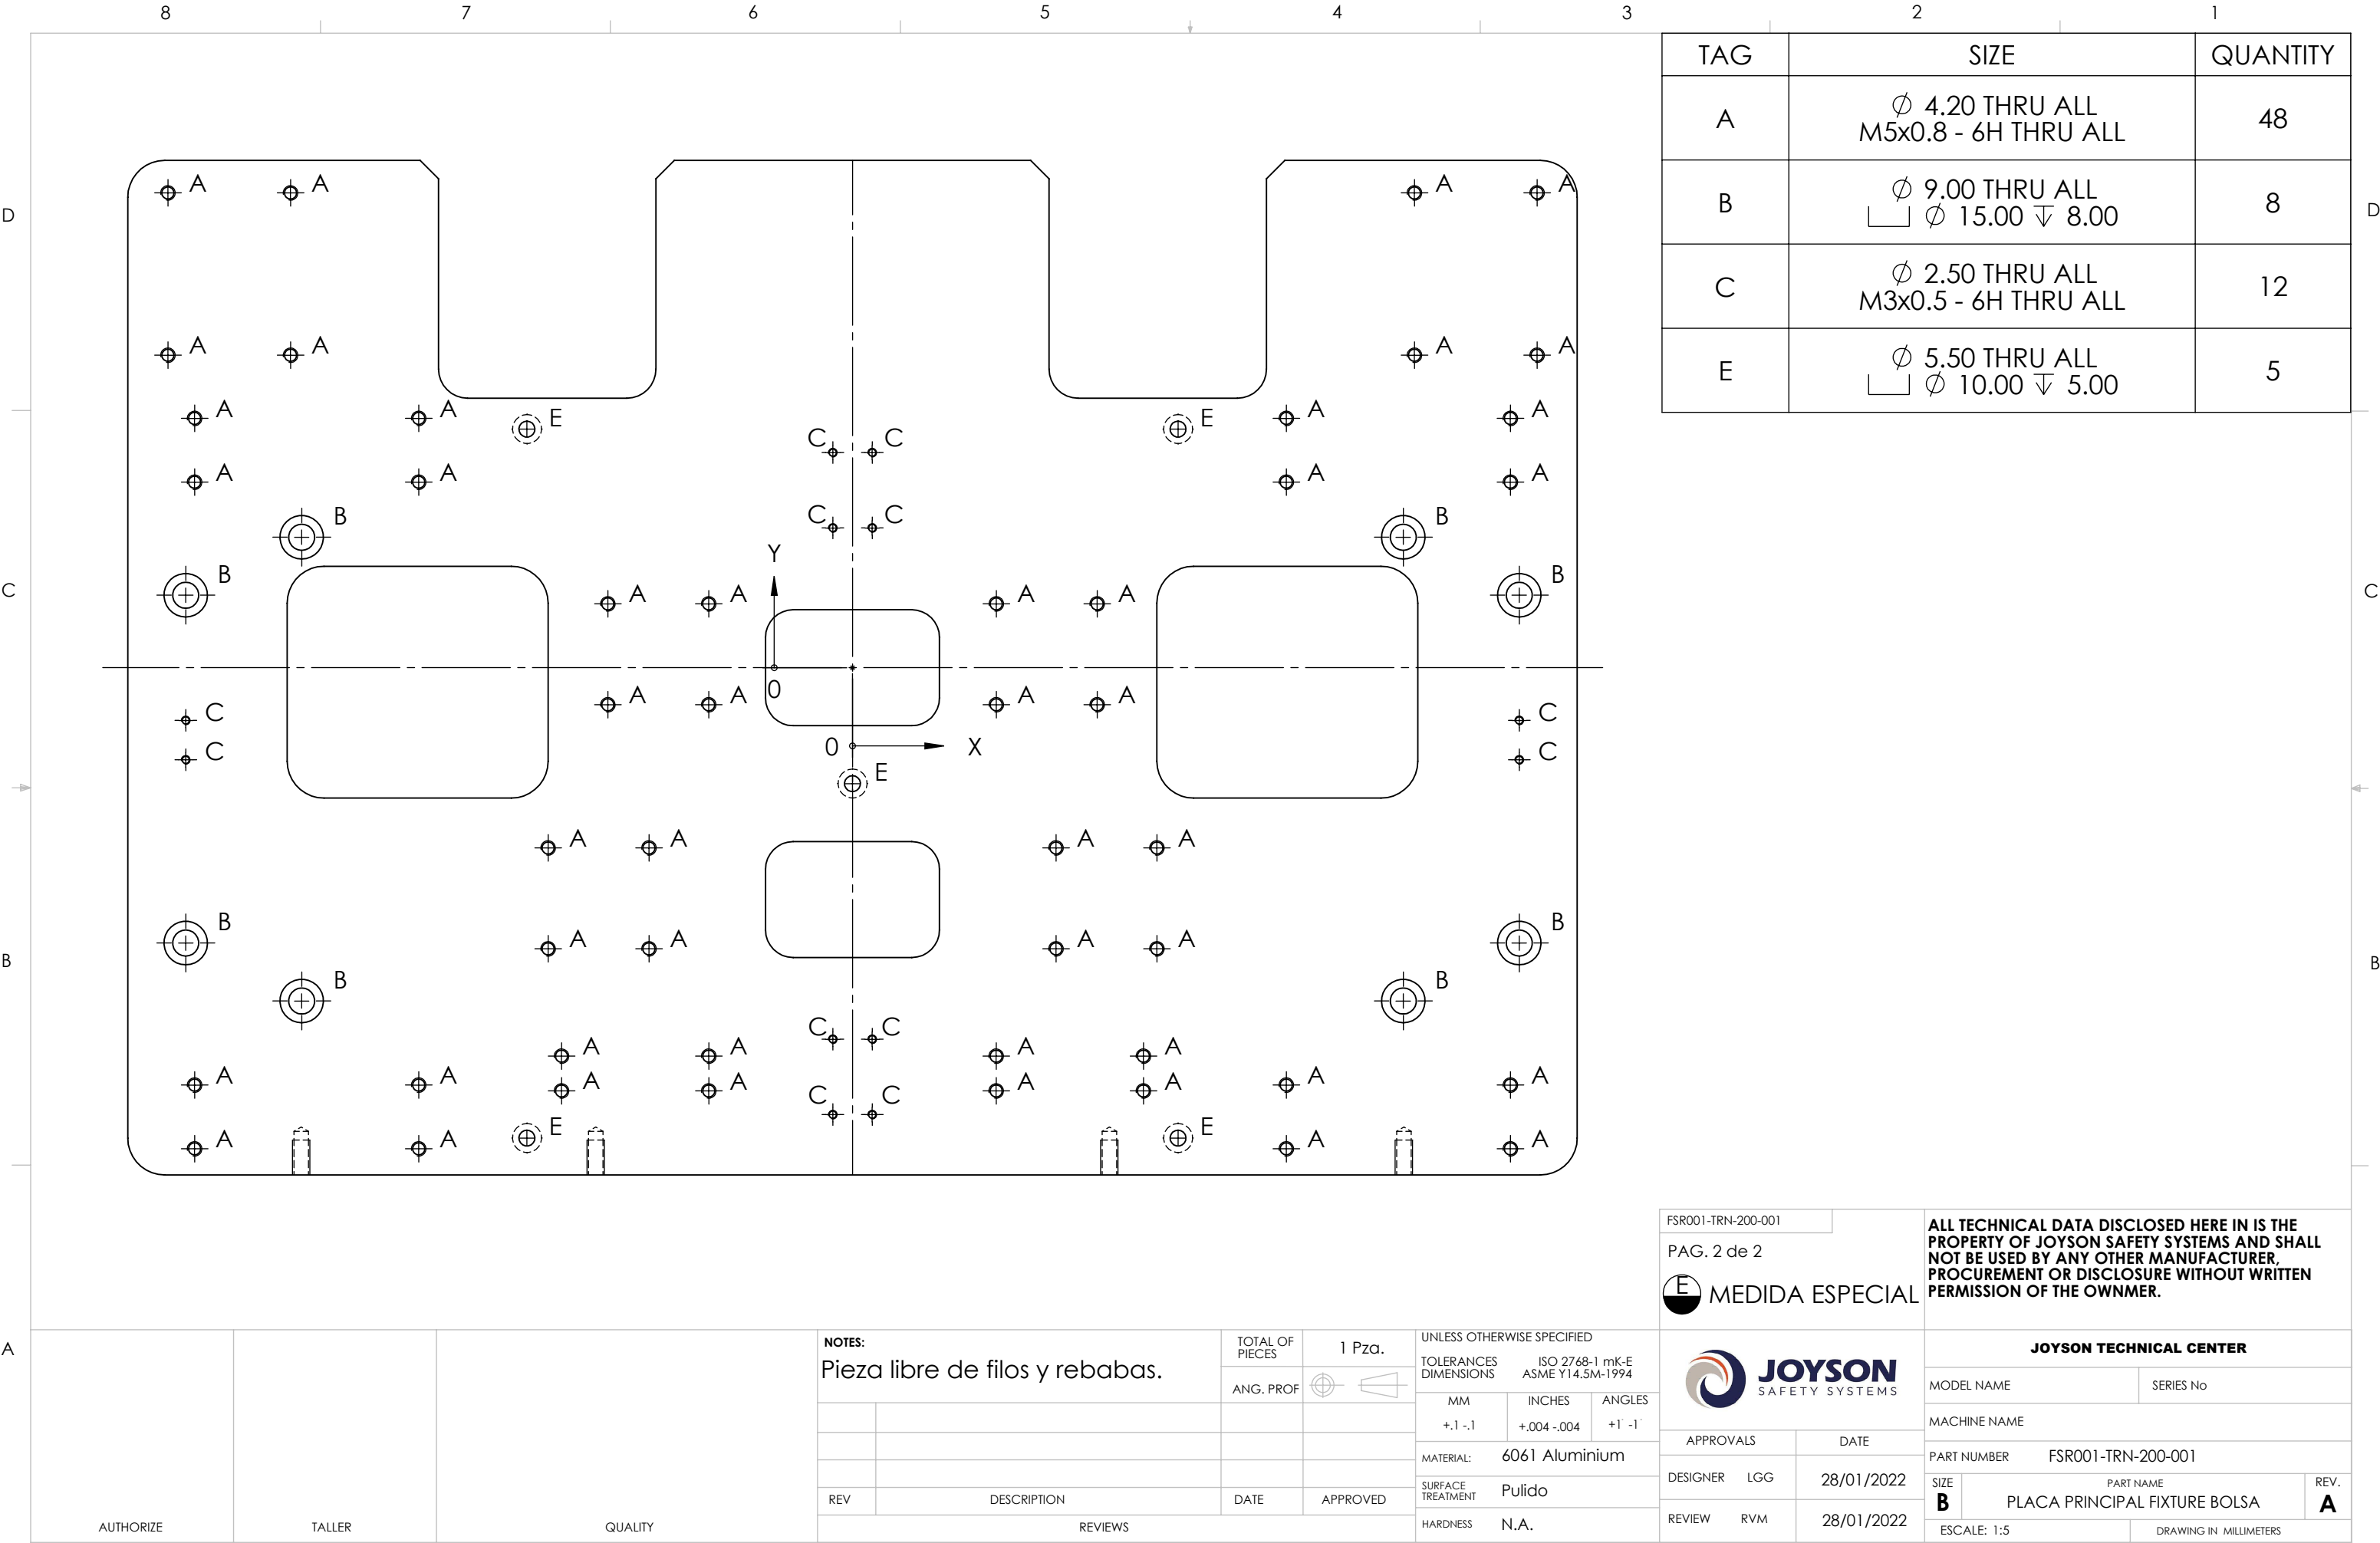 8 7 6 5 4 3 2 1
TAG SIZE QUANTITY
A ∅ 4.20 THRU ALL 48
M5x0.8 - 6H THRU ALL
B ∅ 9.00 THRU ALL 8
⌴ ∅ 15.00 ↧ 8.00
C ∅ 2.50 THRU ALL 12
M3x0.5 - 6H THRU ALL
E ∅ 5.50 THRU ALL 5
⌴ ∅ 10.00 ↧ 5.00
A A A A
D D
A A A A
A A A A
E E
C C
A A A A
C C
B B
B B
Y
C C
A A A A
0
A A A A
C C
0 X
C C
E
A A A A
A A A A
B B
B B
B B
C C
A A A A
A A A A
A A A A
C C
E E
A A A A
FSR001-TRN-200-001
PAG. 2 de 2
E MEDIDA ESPECIAL
ALL TECHNICAL DATA DISCLOSED HERE IN IS THE
PROPERTY OF JOYSON SAFETY SYSTEMS AND SHALL
NOT BE USED BY ANY OTHER MANUFACTURER,
PROCUREMENT OR DISCLOSURE WITHOUT WRITTEN
PERMISSION OF THE OWNMER.
A
AUTHORIZE TALLER QUALITY
NOTES:
Pieza libre de filos y rebabas.
TOTAL OF
PIECES
1 Pza.
ANG. PROF
REV DESCRIPTION DATE APPROVED
REVIEWS
UNLESS OTHERWISE SPECIFIED
TOLERANCES ISO 2768-1 mK-E
DIMENSIONS ASME Y14.5M-1994
MM INCHES ANGLES
+.1 -.1 +.004 -.004 +1° -1°
MATERIAL: 6061 Aluminium
SURFACE
TREATMENT
Pulido
HARDNESS N.A.
JOYSON
SAFETY SYSTEMS
APPROVALS DATE
DESIGNER LGG 28/01/2022
REVIEW RVM 28/01/2022
JOYSON TECHNICAL CENTER
MODEL NAME SERIES No
MACHINE NAME
PART NUMBER FSR001-TRN-200-001
SIZE PART NAME REV.
B PLACA PRINCIPAL FIXTURE BOLSA A
ESCALE: 1:5 DRAWING IN MILLIMETERS